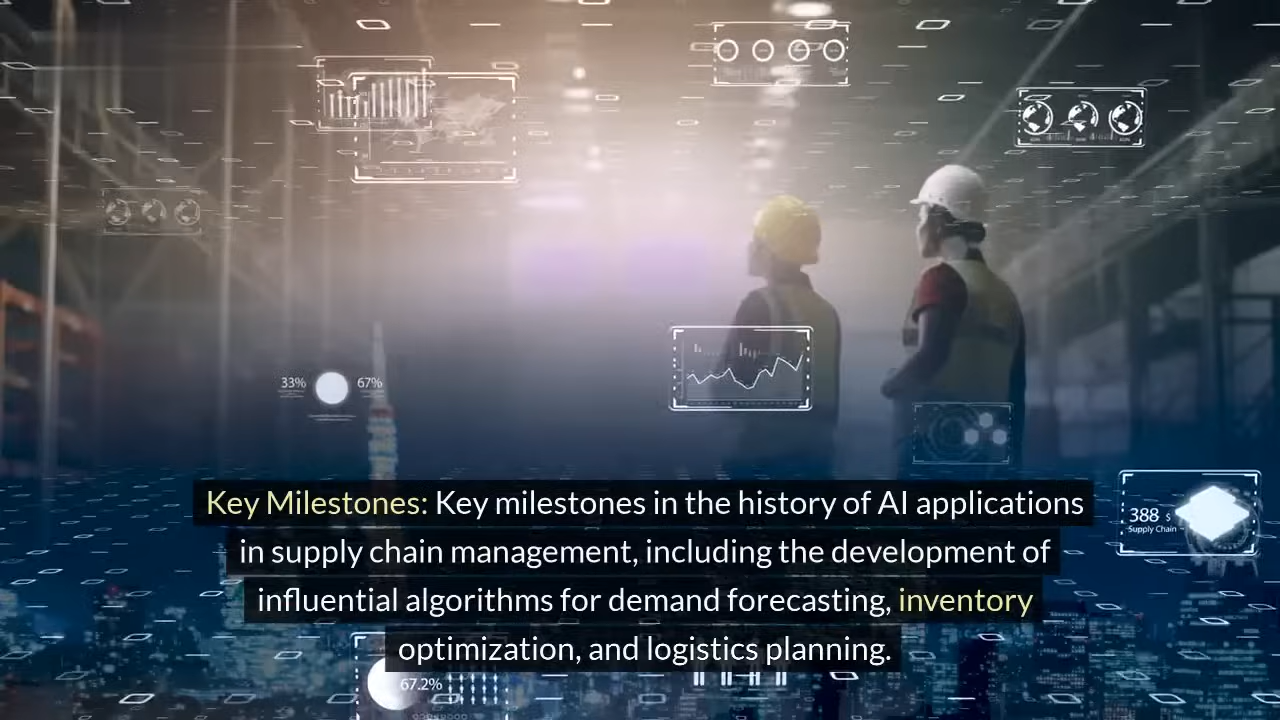 33%
67%
388 $
Supply Chain
Key Milestones: Key milestones in the history of AI applications
in supply chain management, including the development of
influential algorithms for demand forecasting, inventory
optimization, and logistics planning.
67.2%